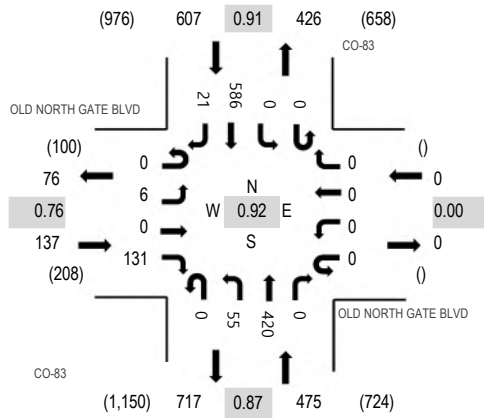 (976) 607 0.91 426 (658)
CO-83
21 586 0 0
OLD NORTH GATE BLVD
(100) 0 0 ()
76 0 0
6 N 0
0.76 W 0.92 E 0.00
0 S 0
137 0
131 0
(208) ()
0 55 420 0
OLD NORTH GATE BLVD
CO-83
(1,150) 717 0.87 475 (724)